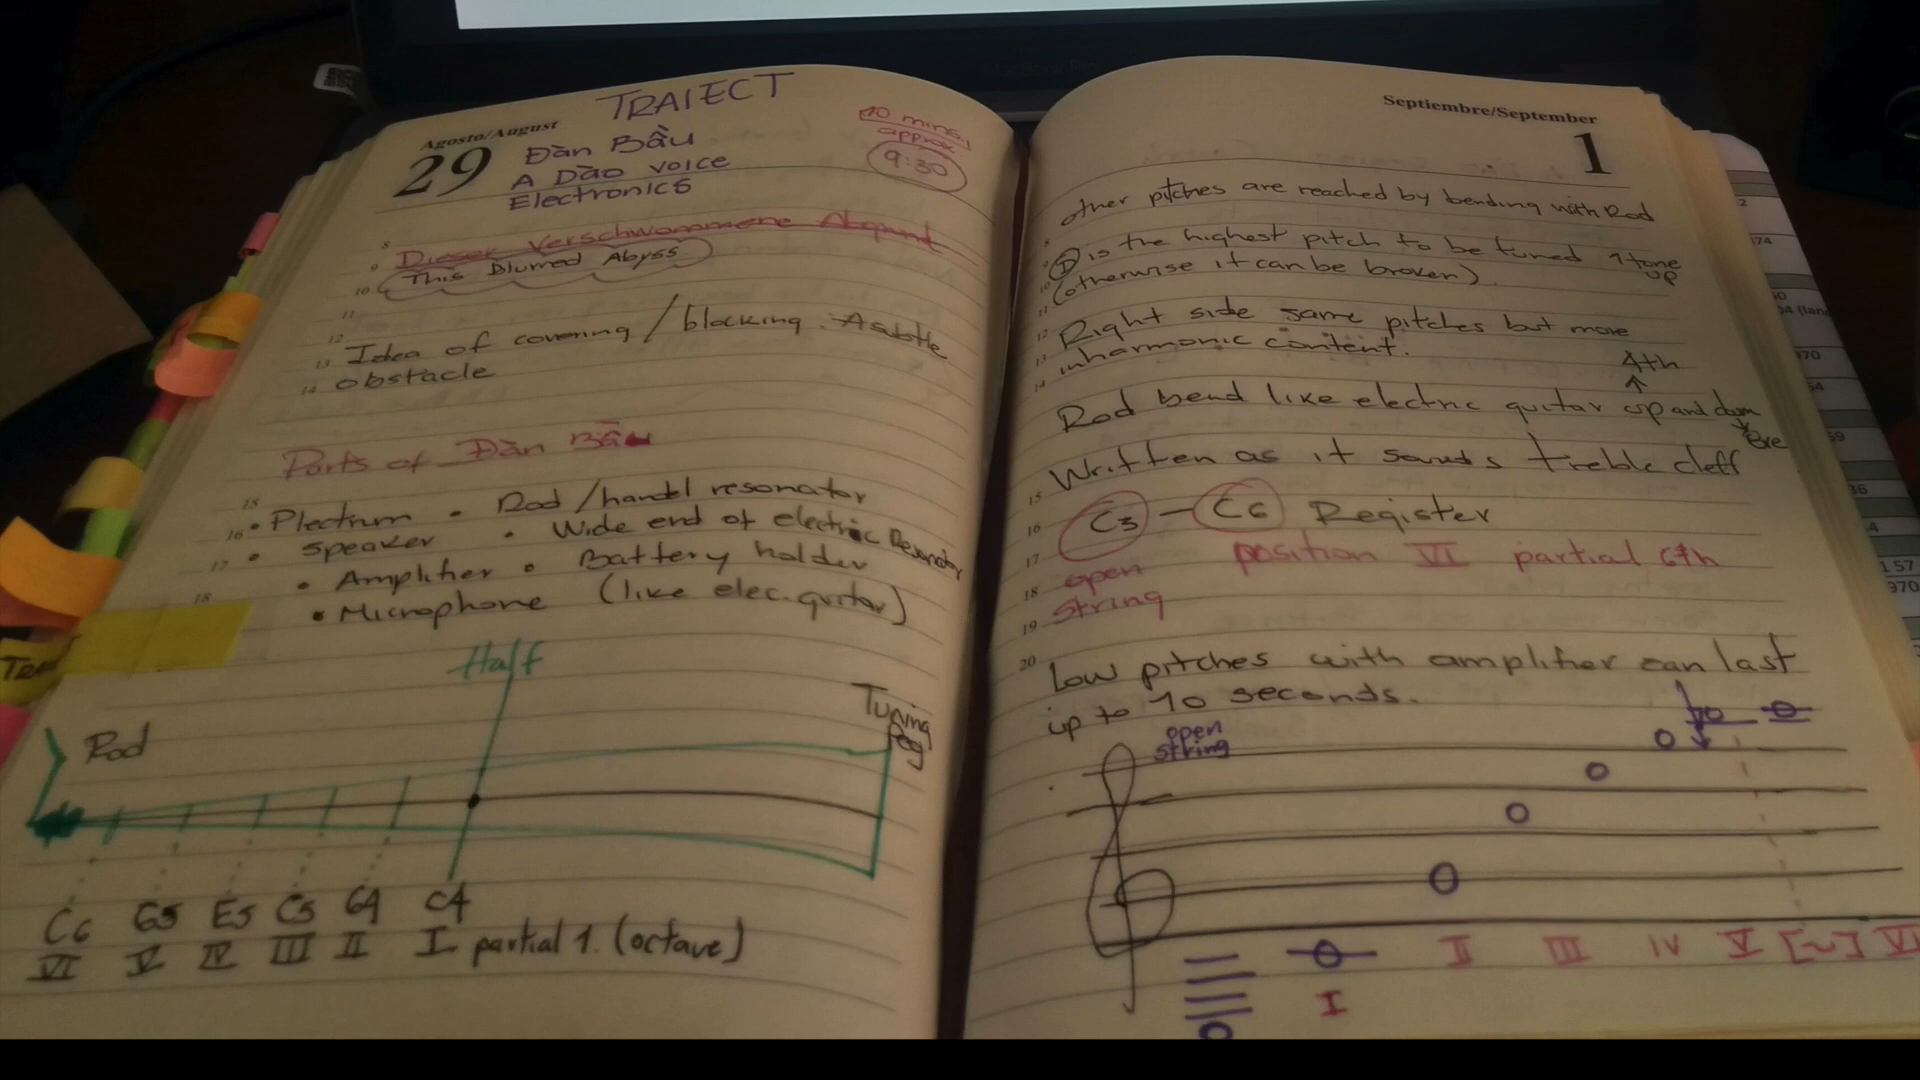 MacBook Pro
Agosto/August
29
TRAIECT
Đàn Bầu
A Dào voice
Electronics
10 mins.
approx.
9:30
Dieser Verschwommene Abgrund
This Blurred Abyss
Idea of covering / blocking. A subtle
obstacle
Parts of Đàn Bầu
• Plectrum • Rod / handl resonator
• Speaker • Wide end of electric Resonator
• Amplifier • Battery holder
• Microphone (like elec. guitar)
Half
Rod
Tuning
Peg
C6 G5 E5 C5 G4 C4
VI V IV III II I partial 1. (octave)
Septiembre/September
1
other pitches are reached by bending with Rod
D is the highest pitch to be tuned 1 tone
up
(otherwise it can be broken)
Right side same pitches but more
inharmonic content.
4th
Rod bend like electric guitar up and down
8ve
Written as it sounds treble cleff
C3 – C6 Register
open position VI partial 6th
string
Low pitches with amplifier can last
up to 10 seconds.
open
string
I II III IV V [~] VI